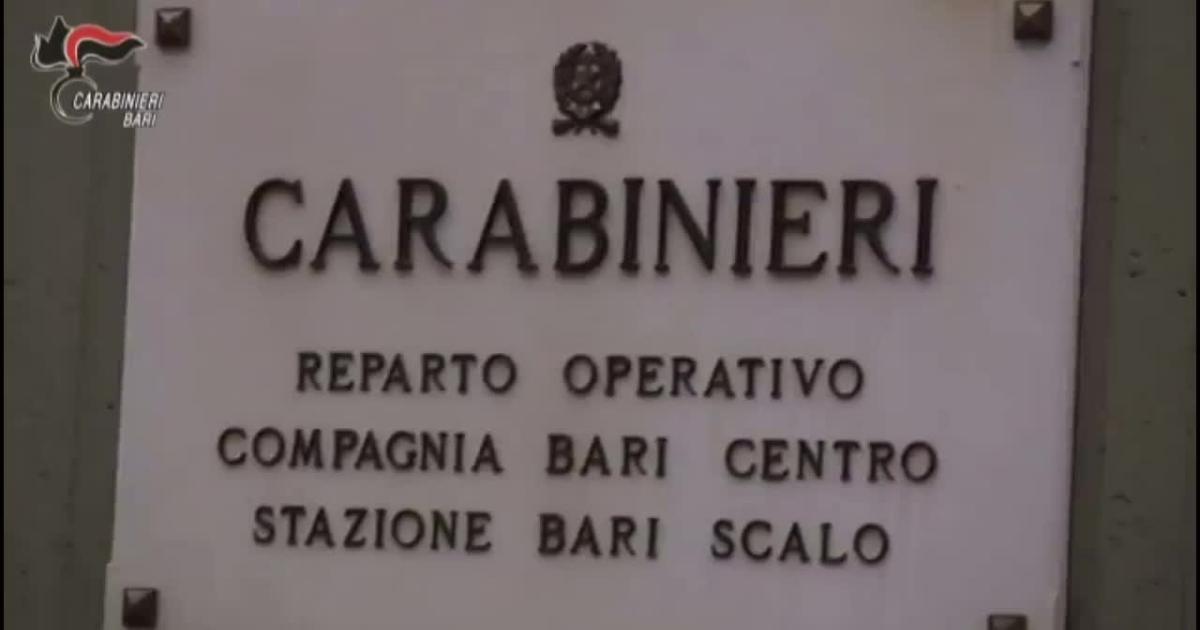 CARABINIERI
BARI
CARABINIERI
REPARTO OPERATIVO
COMPAGNIA BARI CENTRO
STAZIONE BARI SCALO